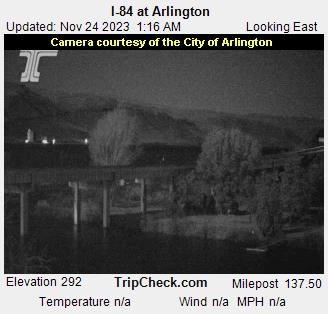 I-84 at Arlington
Updated: Nov 24 2023 1:16 AM Looking East
Camera courtesy of the City of Arlington
Elevation 292 TripCheck.com Milepost 137.50
Temperature n/a Wind n/a MPH n/a